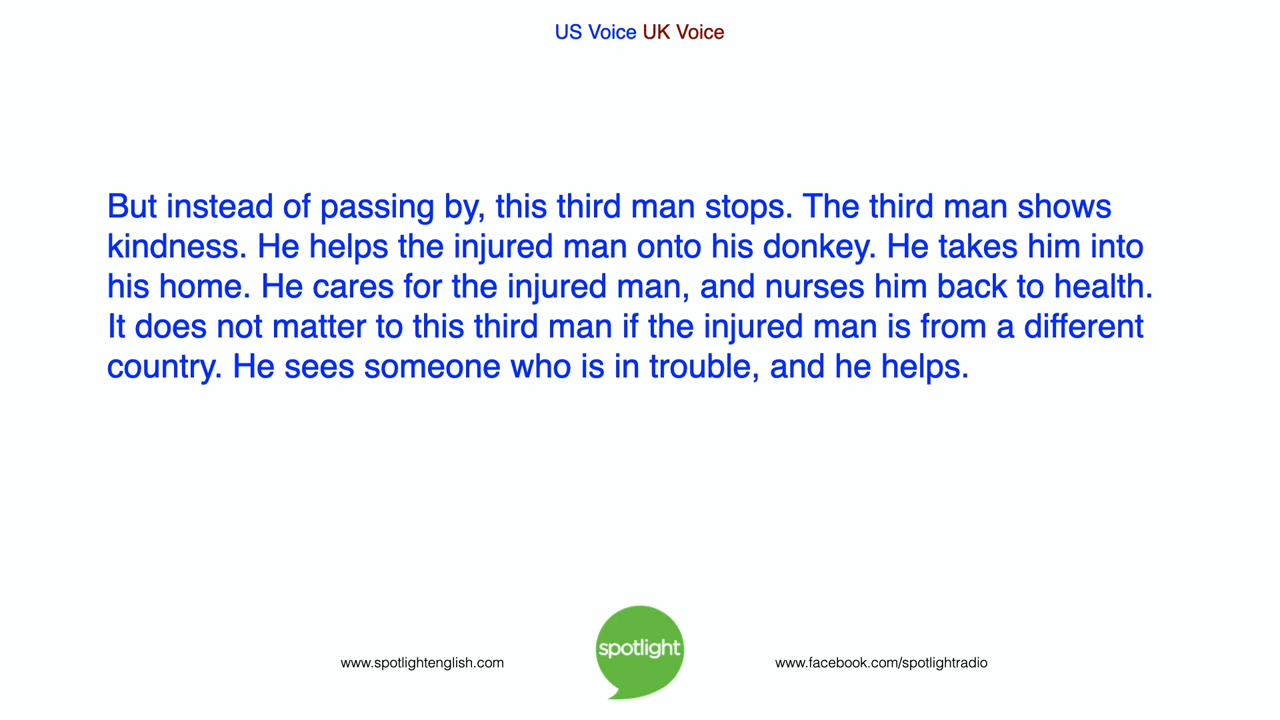 US Voice UK Voice
But instead of passing by, this third man stops. The third man shows
kindness. He helps the injured man onto his donkey. He takes him into
his home. He cares for the injured man, and nurses him back to health.
It does not matter to this third man if the injured man is from a different
country. He sees someone who is in trouble, and he helps.
spotlight
www.spotlightenglish.com
www.facebook.com/spotlightradio